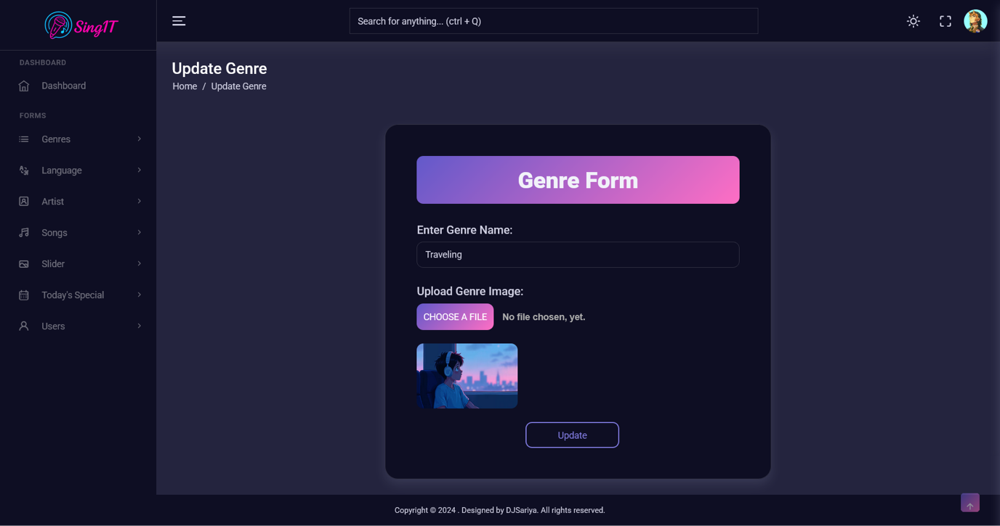 SingIT
Search for anything... (ctrl + Q)
DASHBOARD
Dashboard
FORMS
Genres
Language
Artist
Songs
Slider
Today's Special
Users
Update Genre
Home / Update Genre
Genre Form
Enter Genre Name:
Traveling
Upload Genre Image:
CHOOSE A FILE No file chosen, yet.
Update
Copyright © 2024 . Designed by DJSariya. All rights reserved.